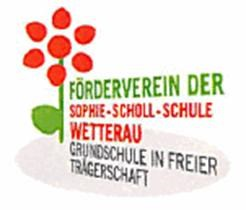 FÖRDERVEREIN DER
SOPHIE-SCHOLL-SCHULE
WETTERAU
GRUNDSCHULE IN FREIER
TRÄGERSCHAFT